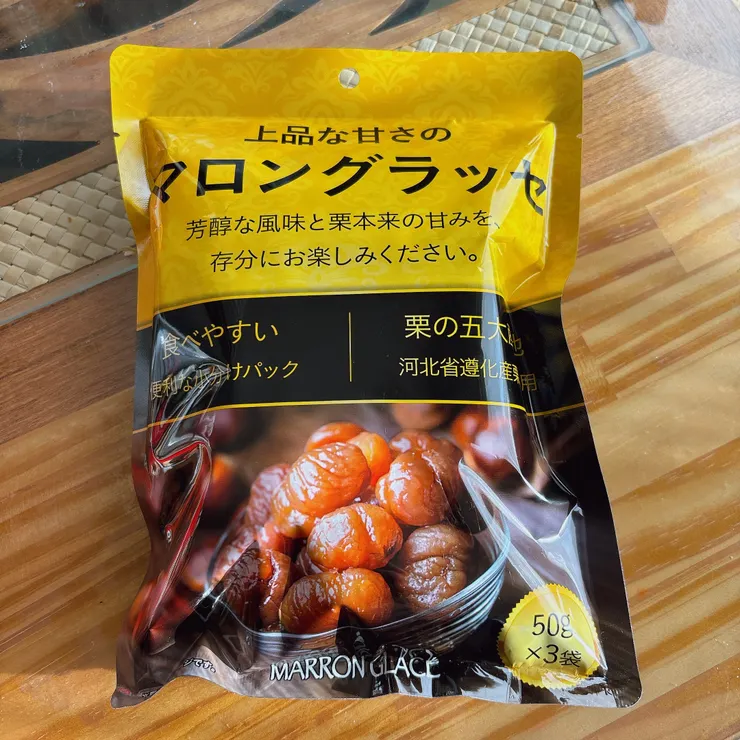 上品な甘さの
マロングラッセ
芳醇な風味と栗本来の甘みを、
存分にお楽しみください。
食べやすい
便利な小分けパック
栗の五大産地
河北省遵化産栗使用
MARRON GLACE
50g
×3袋
です。